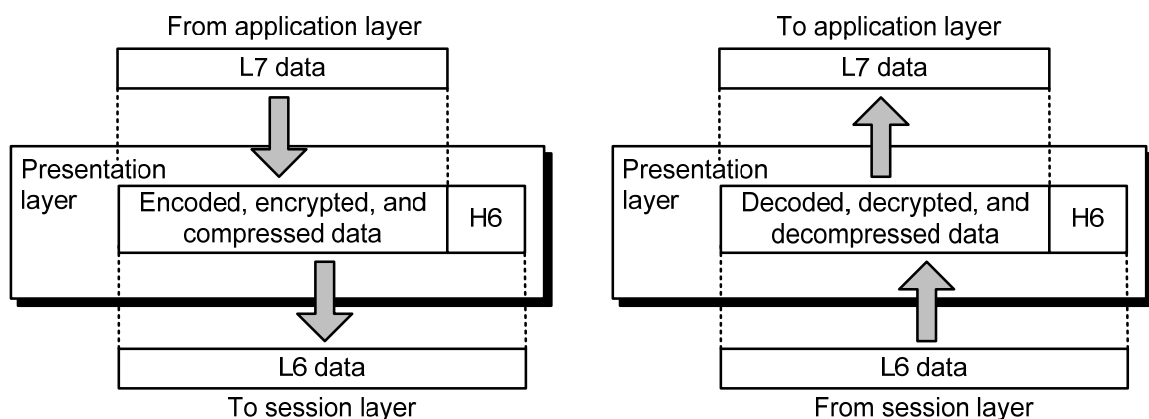 From application layer
L7 data
Presentation
layer
Encoded, encrypted, and
compressed data
H6
L6 data
To session layer
To application layer
L7 data
Presentation
layer
Decoded, decrypted, and
decompressed data
H6
L6 data
From session layer